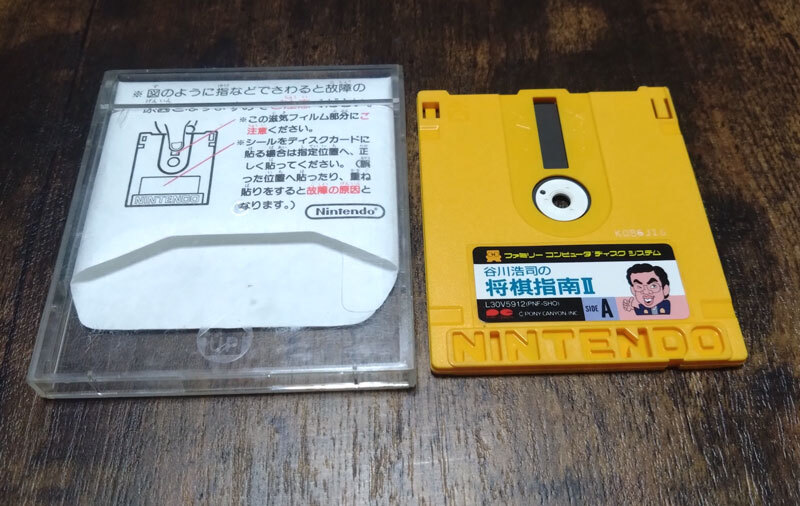 ※図のように指などでさわると故障の
※この磁気フィルム部分にご
注意ください。
※シールをディスクカードに
貼る場合は指定位置へ、正
しく貼ってください。（誤
った位置へ貼ったり、重ね
貼りをすると故障の原因と
なります。）
NINTENDO
Nintendo
ファミリー コンピュータ ディスク システム
谷川浩司の
将棋指南II
L30V5912(PNF-SHO)
SIDE A
© PONY CANYON INC.
NINTENDO